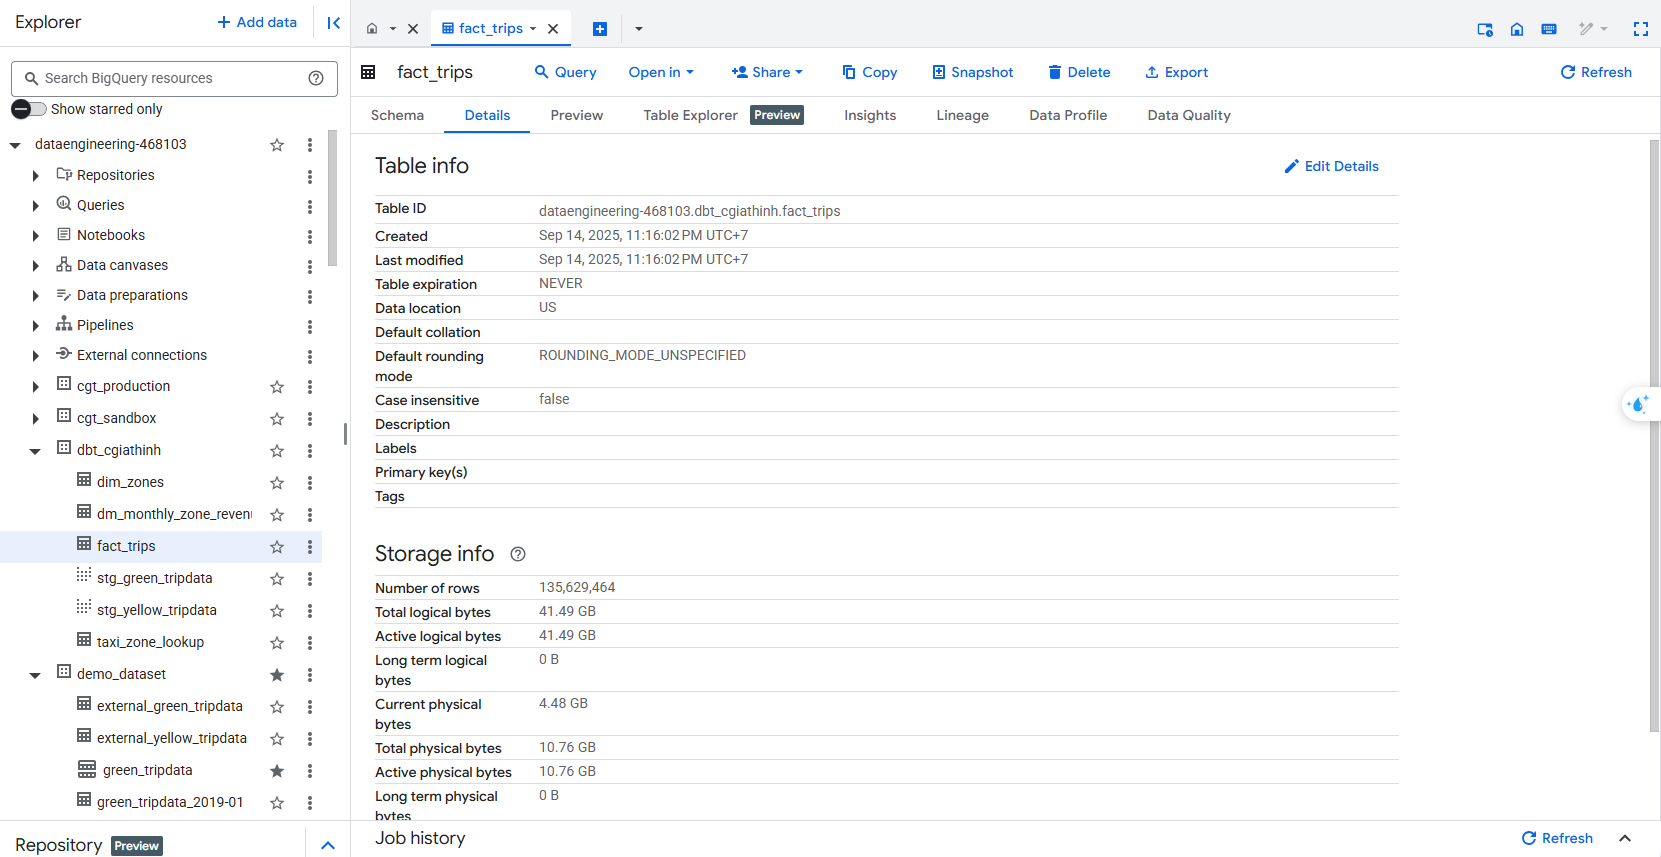 Explorer
+ Add data
Search BigQuery resources
Show starred only
dataengineering-468103
Repositories
Queries
Notebooks
Data canvases
Data preparations
Pipelines
External connections
cgt_production
cgt_sandbox
dbt_cgiathinh
dim_zones
dm_monthly_zone_reven
fact_trips
stg_green_tripdata
stg_yellow_tripdata
taxi_zone_lookup
demo_dataset
external_green_tripdata
external_yellow_tripdata
green_tripdata
green_tripdata_2019-01
Repository Preview
fact_trips
fact_trips
Query Open in Share Copy Snapshot Delete Export Refresh
Schema Details Preview Table Explorer Preview Insights Lineage Data Profile Data Quality
Table info
Edit Details
Table ID dataengineering-468103.dbt_cgiathinh.fact_trips
Created Sep 14, 2025, 11:16:02 PM UTC+7
Last modified Sep 14, 2025, 11:16:02 PM UTC+7
Table expiration NEVER
Data location US
Default collation
Default rounding ROUNDING_MODE_UNSPECIFIED
mode
Case insensitive false
Description
Labels
Primary key(s)
Tags
Storage info
Number of rows 135,629,464
Total logical bytes 41.49 GB
Active logical bytes 41.49 GB
Long term logical 0 B
bytes
Current physical 4.48 GB
bytes
Total physical bytes 10.76 GB
Active physical bytes 10.76 GB
Long term physical 0 B
bytes
Job history
Refresh